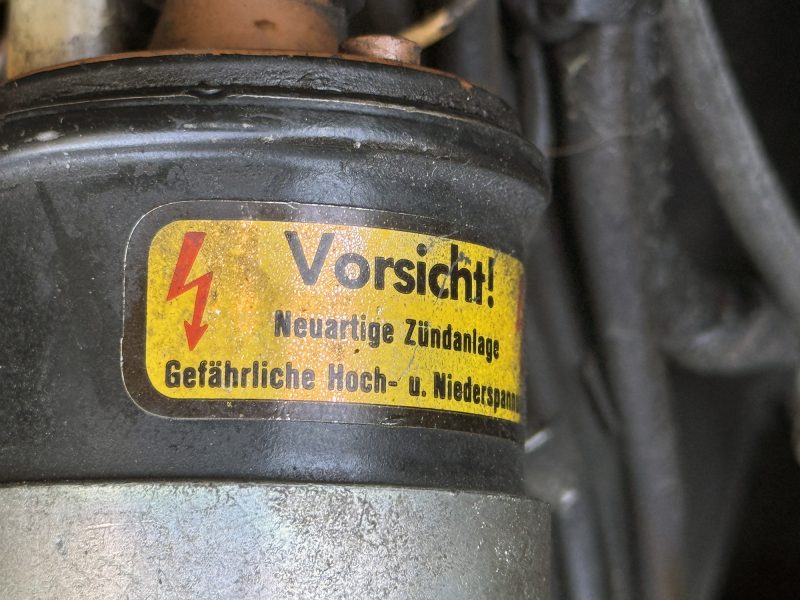 Vorsicht!
Neuartige Zündanlage
Gefährliche Hoch- u. Niederspann